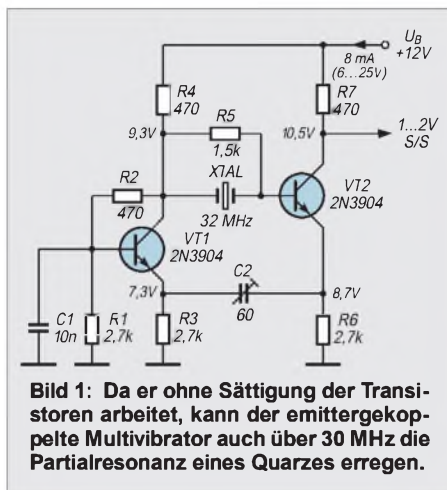 U_B
+12V
8 mA
(6...25V)
R4
470
R7
470
R5
1,5k
9,3V
10,5V
1...2V
S/S
R2
470
XTAL
32 MHz
VT1
2N3904
VT2
2N3904
7,3V
C2
60
8,7V
C1
10n
R1
2,7k
R3
2,7k
R6
2,7k
Bild 1: Da er ohne Sättigung der Transi-
storen arbeitet, kann der emittergekop-
pelte Multivibrator auch über 30 MHz die
Partialresonanz eines Quarzes erregen.